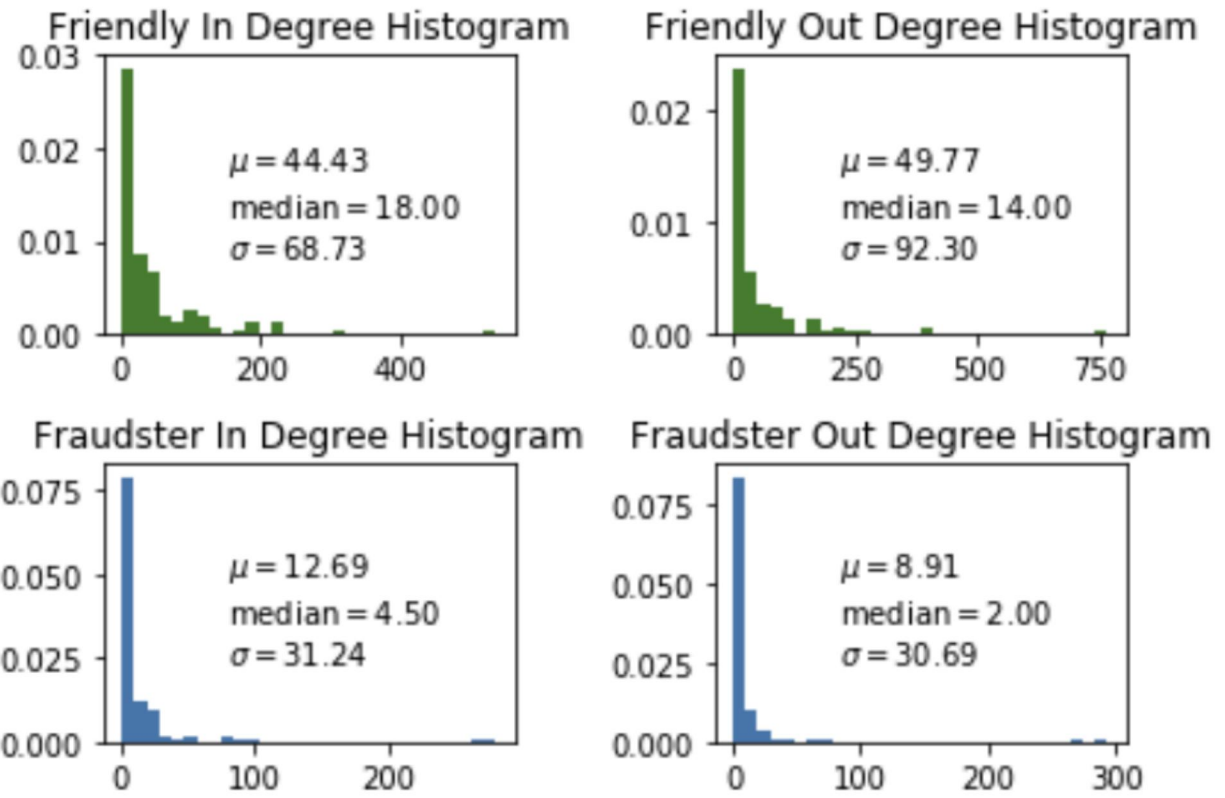 Friendly In Degree Histogram
0.03
0.02
0.01
0.00
μ = 44.43
median = 18.00
σ = 68.73
0 200 400
Friendly Out Degree Histogram
0.02
0.01
0.00
μ = 49.77
median = 14.00
σ = 92.30
0 250 500 750
Fraudster In Degree Histogram
0.075
0.050
0.025
0.000
μ = 12.69
median = 4.50
σ = 31.24
0 100 200
Fraudster Out Degree Histogram
0.075
0.050
0.025
0.000
μ = 8.91
median = 2.00
σ = 30.69
0 100 200 300